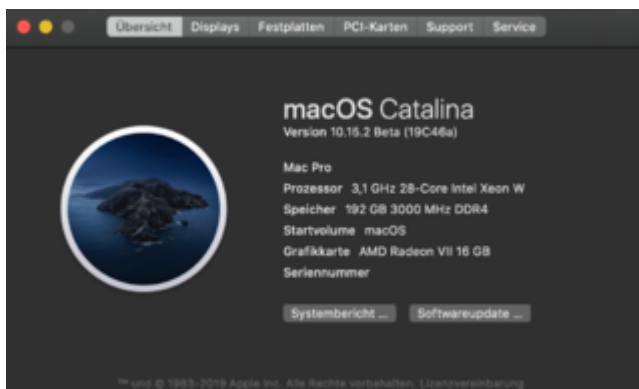 Übersicht Displays Festplatten PCI-Karten Support Service
macOS Catalina
Version 10.15.2 Beta (19C46a)
Mac Pro
Prozessor 3,1 GHz 28-Core Intel Xeon W
Speicher 192 GB 3000 MHz DDR4
Startvolume macOS
Grafikkarte AMD Radeon VII 16 GB
Seriennummer
Systembericht ... Softwareupdate ...
™ und © 1983-2019 Apple Inc. Alle Rechte vorbehalten. Lizenzvereinbarung